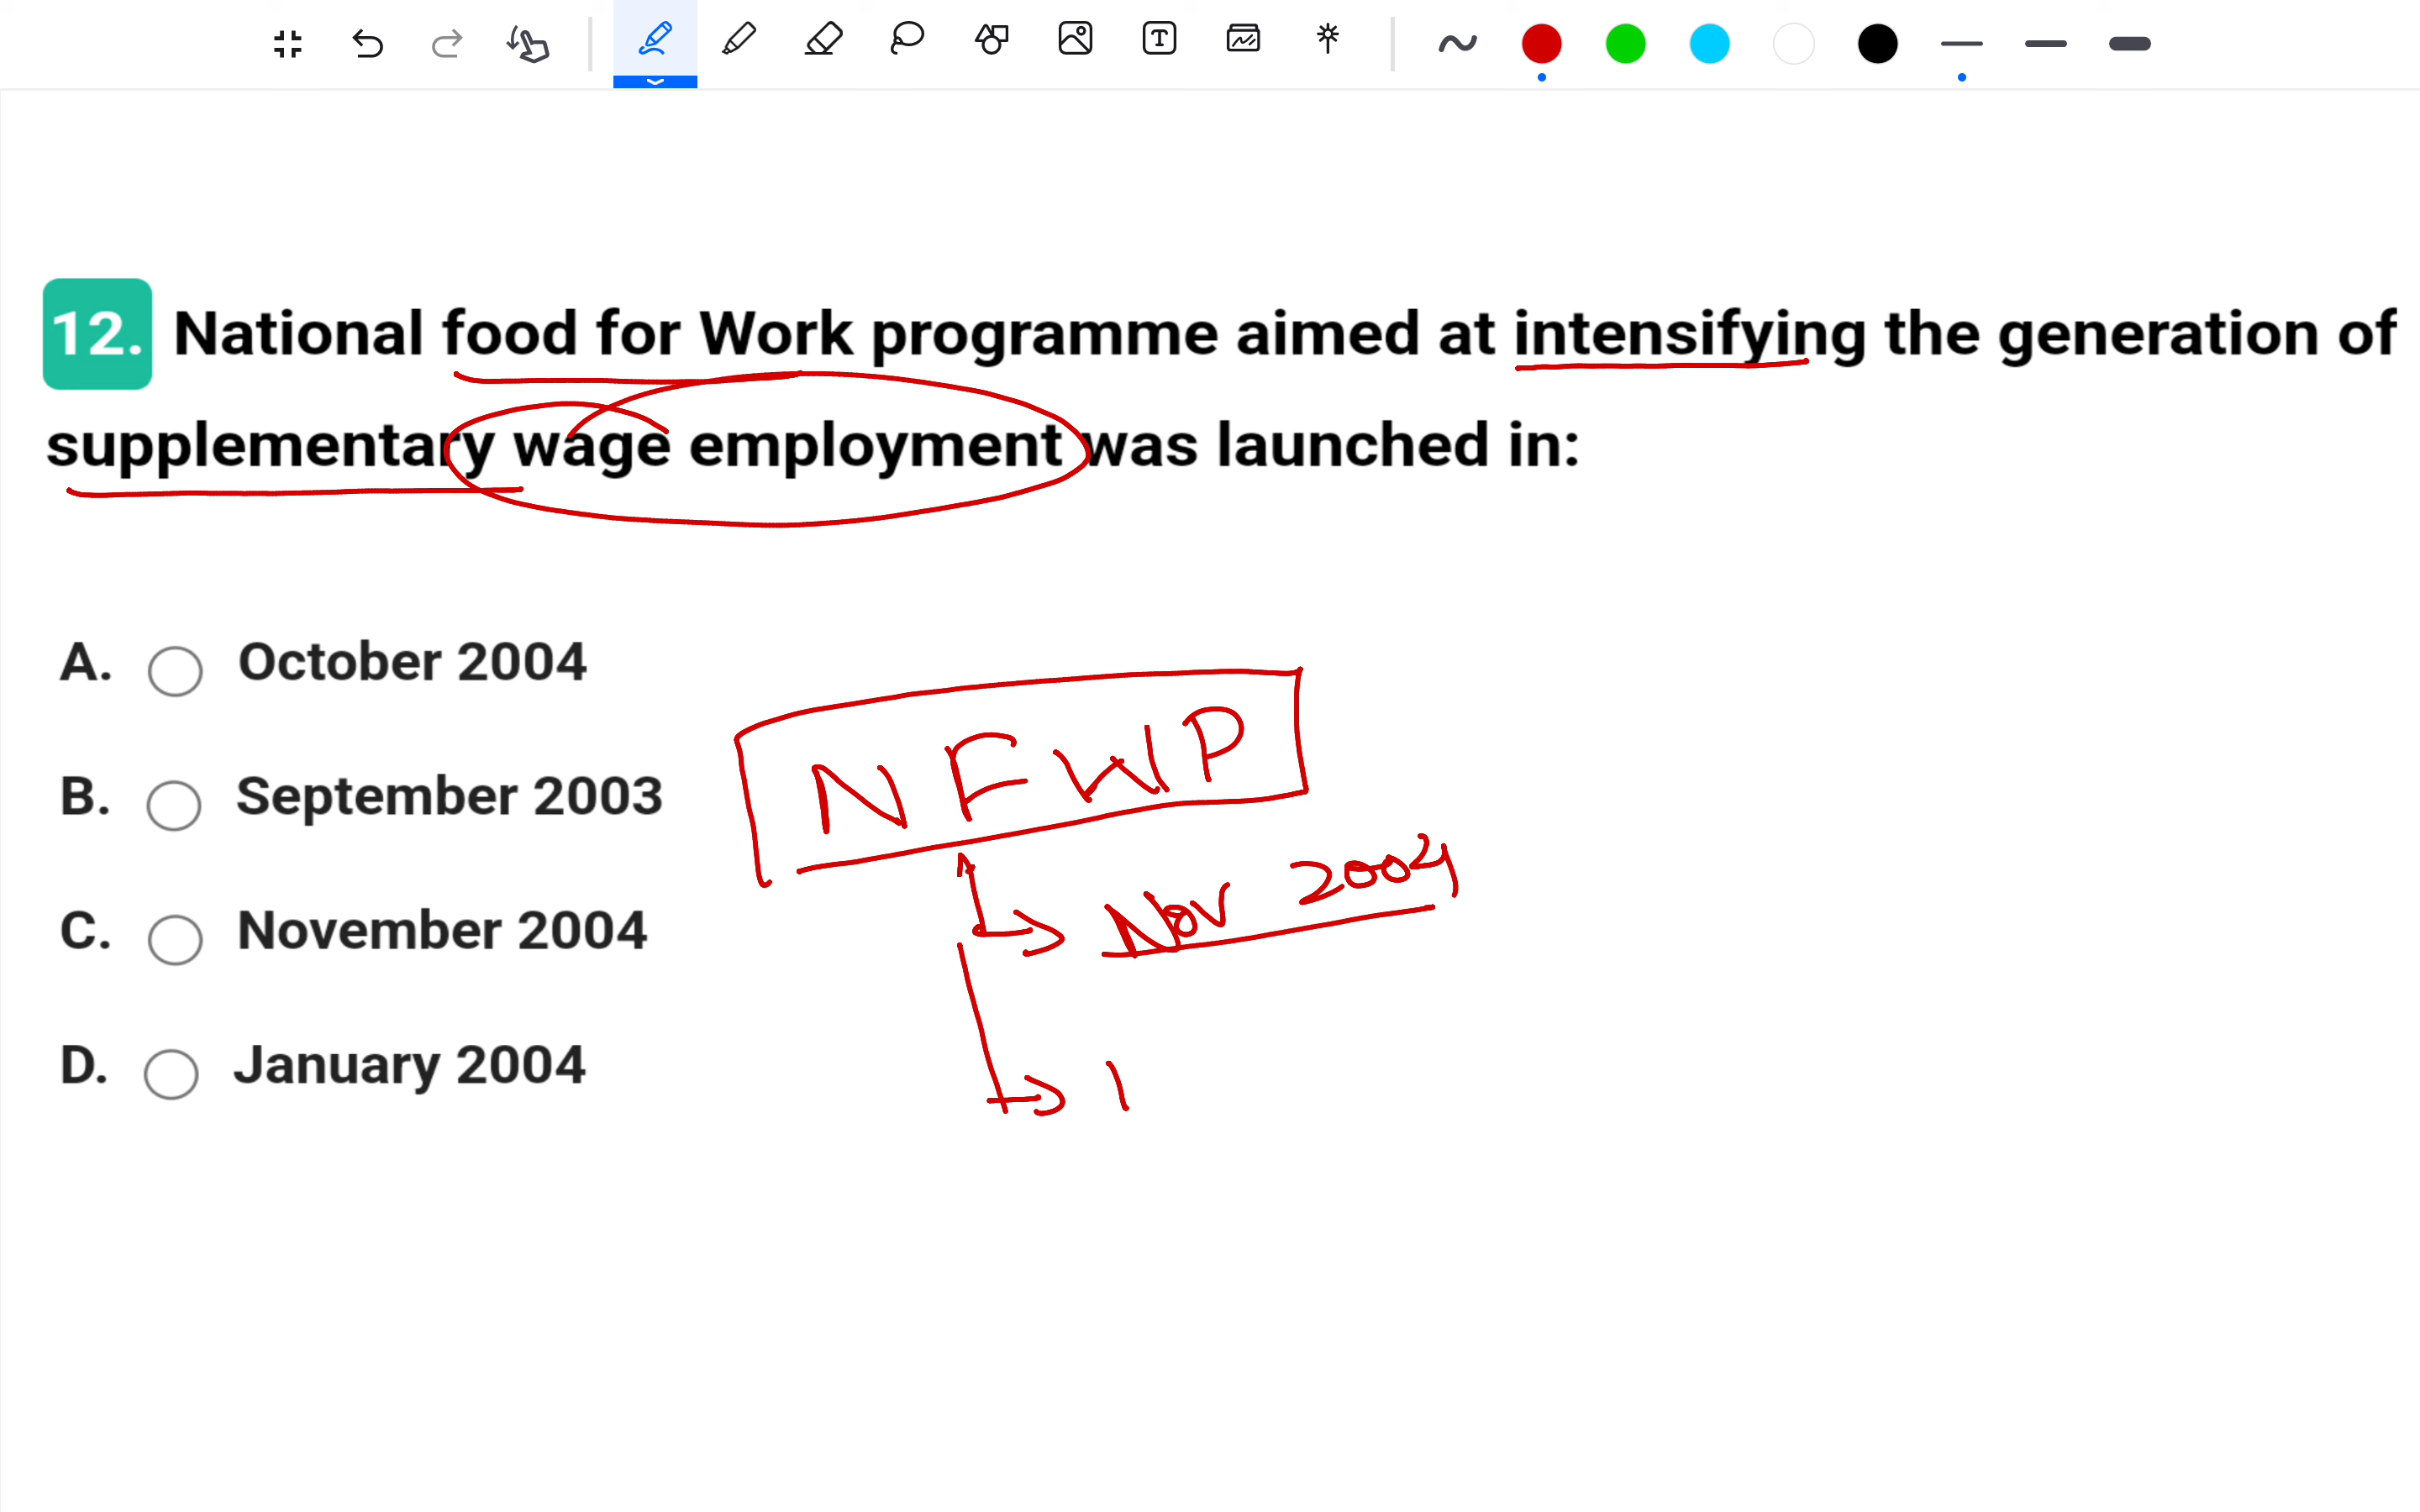 12. National food for Work programme aimed at intensifying the generation of
supplementary wage employment was launched in:
A. October 2004
B. September 2003
C. November 2004
D. January 2004
NFWP
Nov 2004